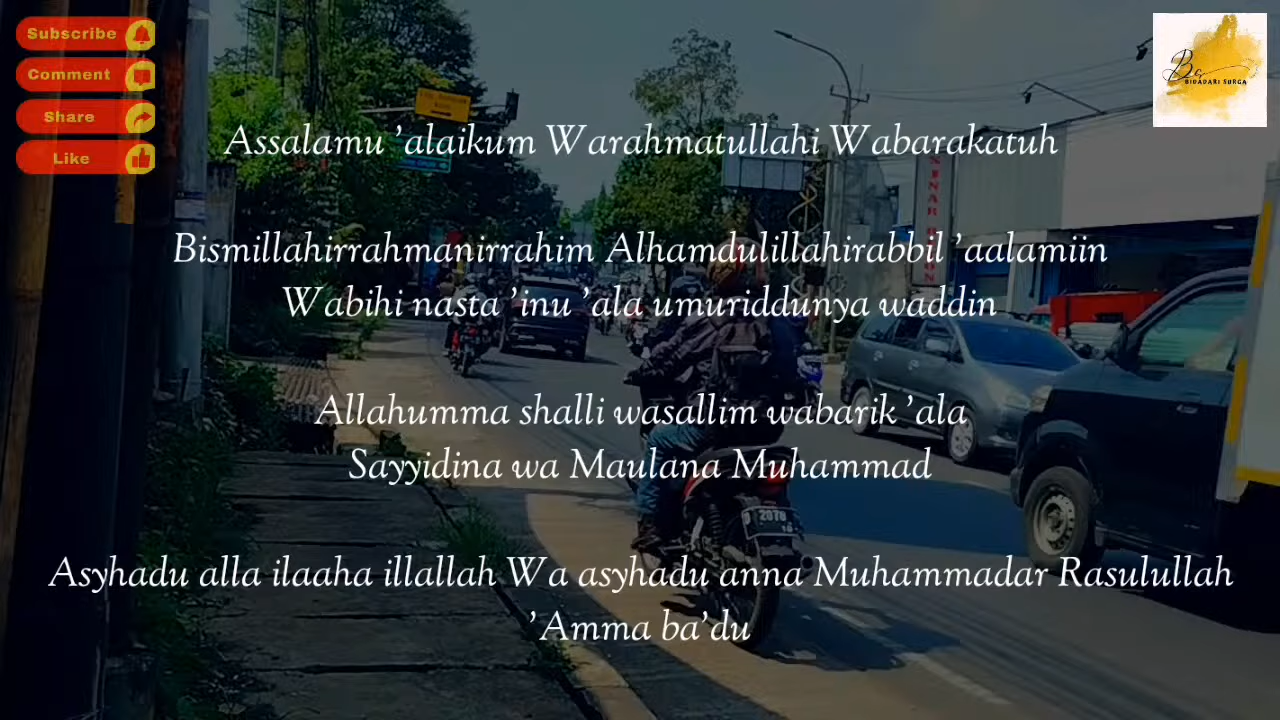 Subscribe
Comment
Share
Like
BIDADARI SURGA
Assalamu 'alaikum Warahmatullahi Wabarakatuh
Bismillahirrahmanirrahim Alhamdulillahirabbil 'aalamiin
Wabihi nasta 'inu 'ala umuriddunya waddin
Allahumma shalli wasallim wabarik 'ala
Sayyidina wa Maulana Muhammad
Asyhadu alla ilaaha illallah Wa asyhadu anna Muhammadar Rasulullah
'Amma ba'du